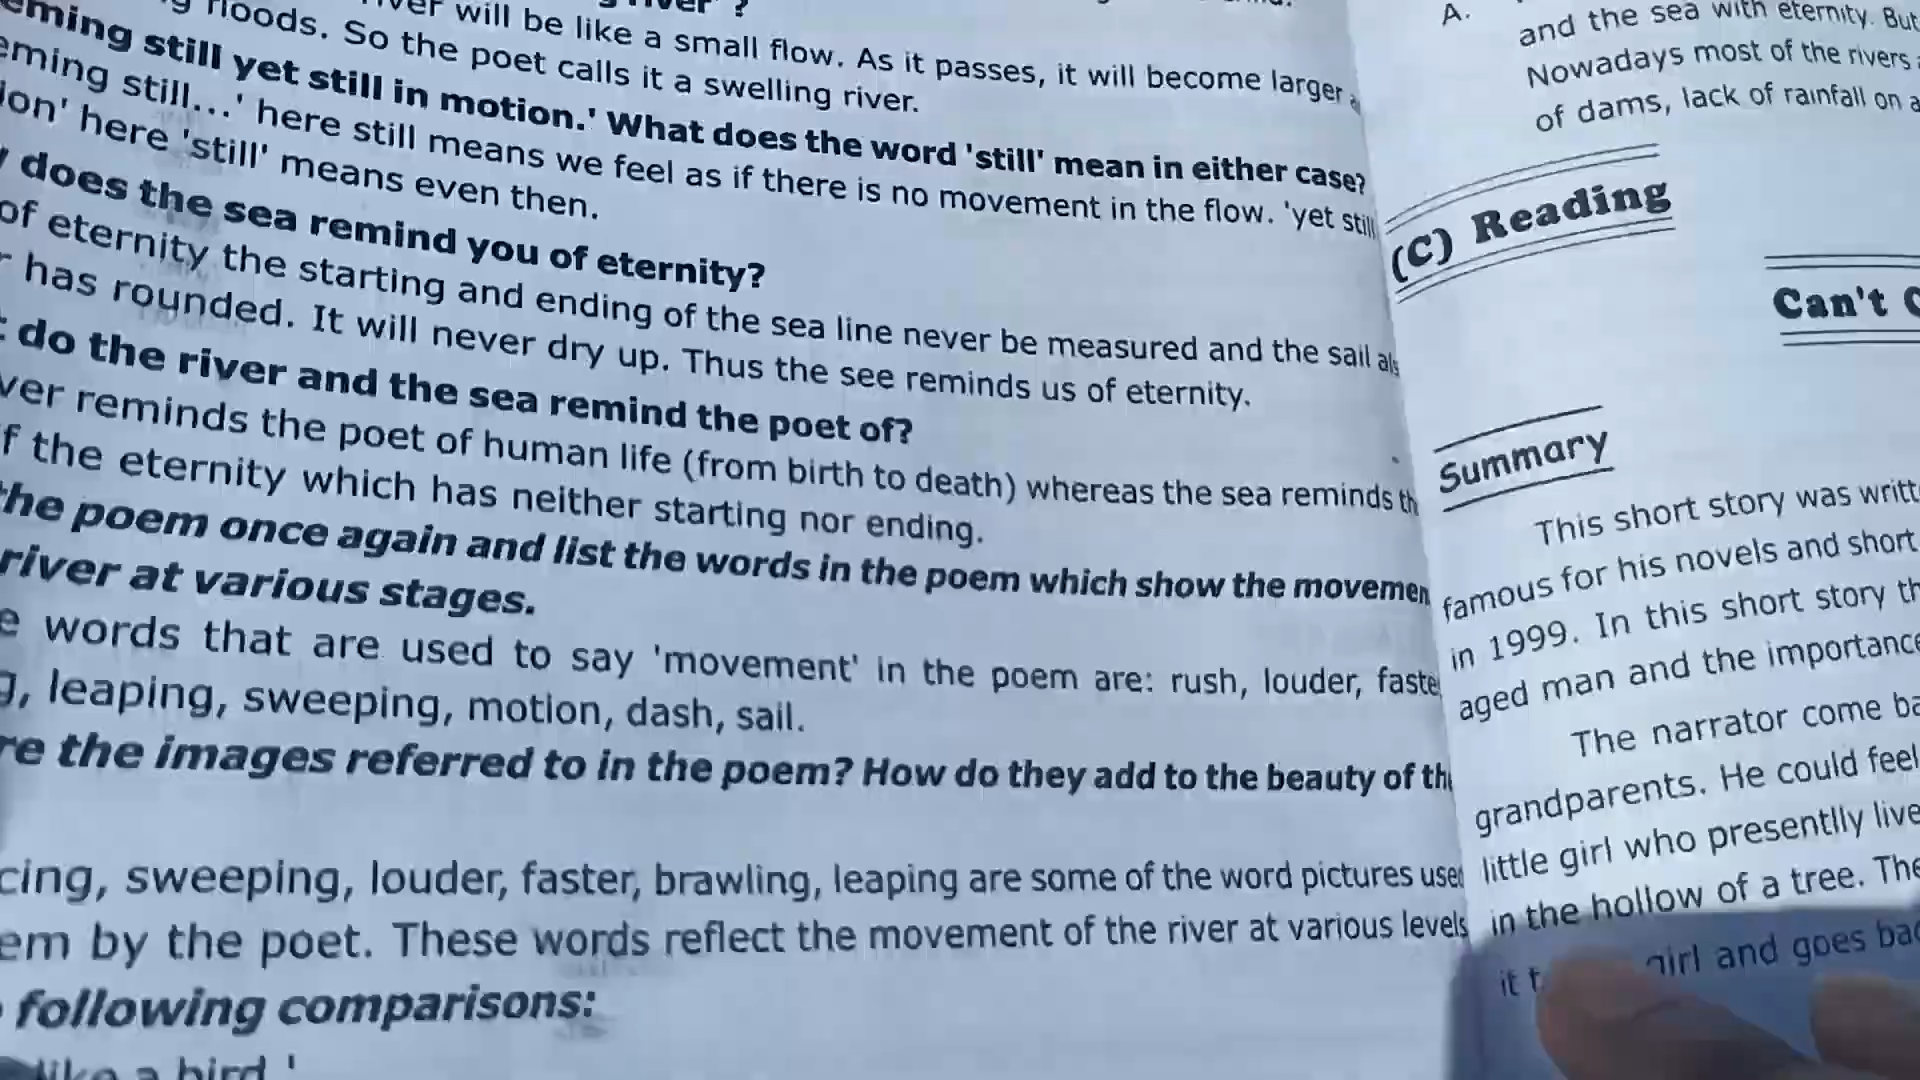 river will be like a small flow. As it passes, it will become larger
floods. So the poet calls it a swelling river.
still yet still in motion.' What does the word 'still' mean in either case?
still...' here still means we feel as if there is no movement in the flow. 'yet still
here 'still' means even then.
does the sea remind you of eternity?
of eternity the starting and ending of the sea line never be measured and the sail
has rounded. It will never dry up. Thus the see reminds us of eternity.
do the river and the sea remind the poet of?
reminds the poet of human life (from birth to death) whereas the sea reminds
the eternity which has neither starting nor ending.
the poem once again and list the words in the poem which show the movemen
river at various stages.
words that are used to say 'movement' in the poem are: rush, louder, faste
leaping, sweeping, motion, dash, sail.
the images referred to in the poem? How do they add to the beauty of
cing, sweeping, louder, faster, brawling, leaping are some of the word pictures used
em by the poet. These words reflect the movement of the river at various levels
following comparisons:
like a bird.'
A.
and the sea with eternity. But
Nowadays most of the rivers
of dams, lack of rainfall on
(C) Reading
Can't
Summary
This short story was writt
famous for his novels and short
in 1999. In this short story
aged man and the importance
The narrator come
grandparents. He could feel
little girl who presentlly live
in the hollow of a tree. The
it girl and goes